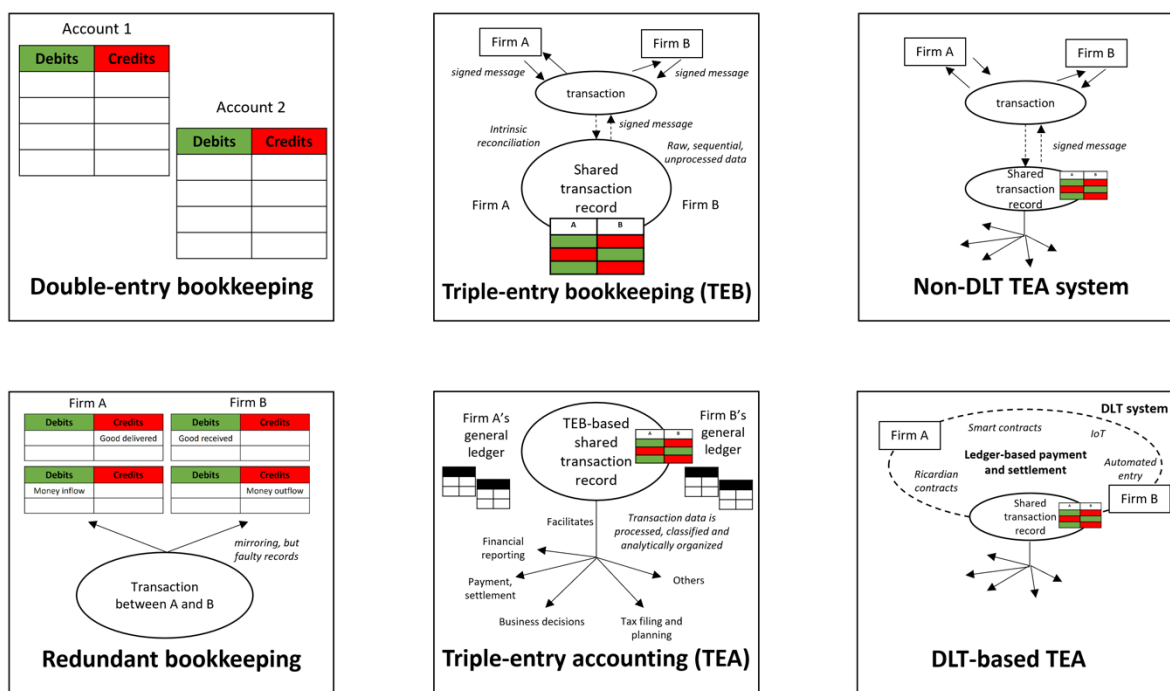 Account 1
Debits Credits
Account 2
Debits Credits
Double-entry bookkeeping
Firm A
Firm B
signed message
signed message
transaction
Intrinsic
reconciliation
signed message
Raw, sequential,
unprocessed data
Shared
transaction
record
Firm A
Firm B
A B
Triple-entry bookkeeping (TEB)
Firm A
Firm B
transaction
signed message
Shared
transaction
record
A B
Non-DLT TEA system
Firm A
Firm B
Debits Credits
Good delivered
Debits Credits
Good received
Debits Credits
Money inflow
Debits Credits
Money outflow
mirroring, but
faulty records
Transaction
between A and B
Redundant bookkeeping
Firm A's
general
ledger
TEB-based
shared
transaction
record
A B
Firm B's
general
ledger
Facilitates
Transaction data is
processed, classified and
analytically organized
Financial
reporting
Payment,
settlement
Others
Business decisions
Tax filing and
planning
Triple-entry accounting (TEA)
DLT system
Smart contracts
IoT
Firm A
Ledger-based payment
and settlement
Ricardian
contracts
Automated
entry
Firm B
Shared
transaction
record
A B
DLT-based TEA